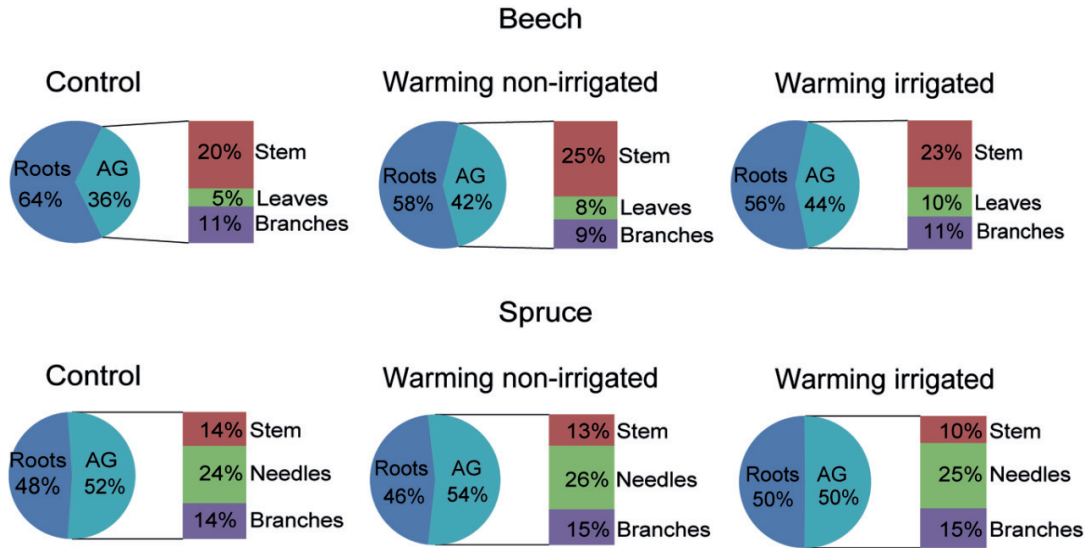 Beech
Control
Warming non-irrigated
Warming irrigated
Roots
64%
AG
36%
20% Stem
5% Leaves
11% Branches
Roots
58%
AG
42%
25% Stem
8% Leaves
9% Branches
Roots
56%
AG
44%
23% Stem
10% Leaves
11% Branches
Spruce
Control
Warming non-irrigated
Warming irrigated
Roots
48%
AG
52%
14% Stem
24% Needles
14% Branches
Roots
46%
AG
54%
13% Stem
26% Needles
15% Branches
Roots
50%
AG
50%
10% Stem
25% Needles
15% Branches